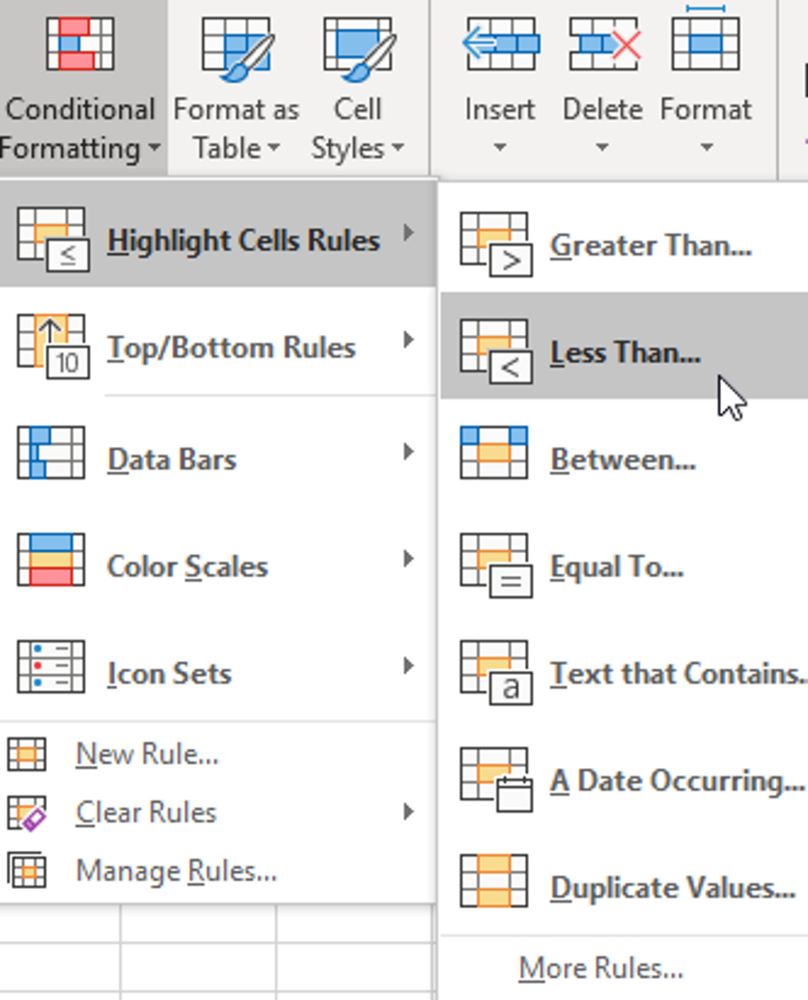 Conditional Formatting
Format as Table
Cell Styles
Insert
Delete
Format
Highlight Cells Rules
≤
Top/Bottom Rules
10
Data Bars
Color Scales
Icon Sets
New Rule...
Clear Rules
Manage Rules...
Greater Than...
>
Less Than...
<
Between...
Equal To...
=
Text that Contains..
a
A Date Occurring...
Duplicate Values...
More Rules...